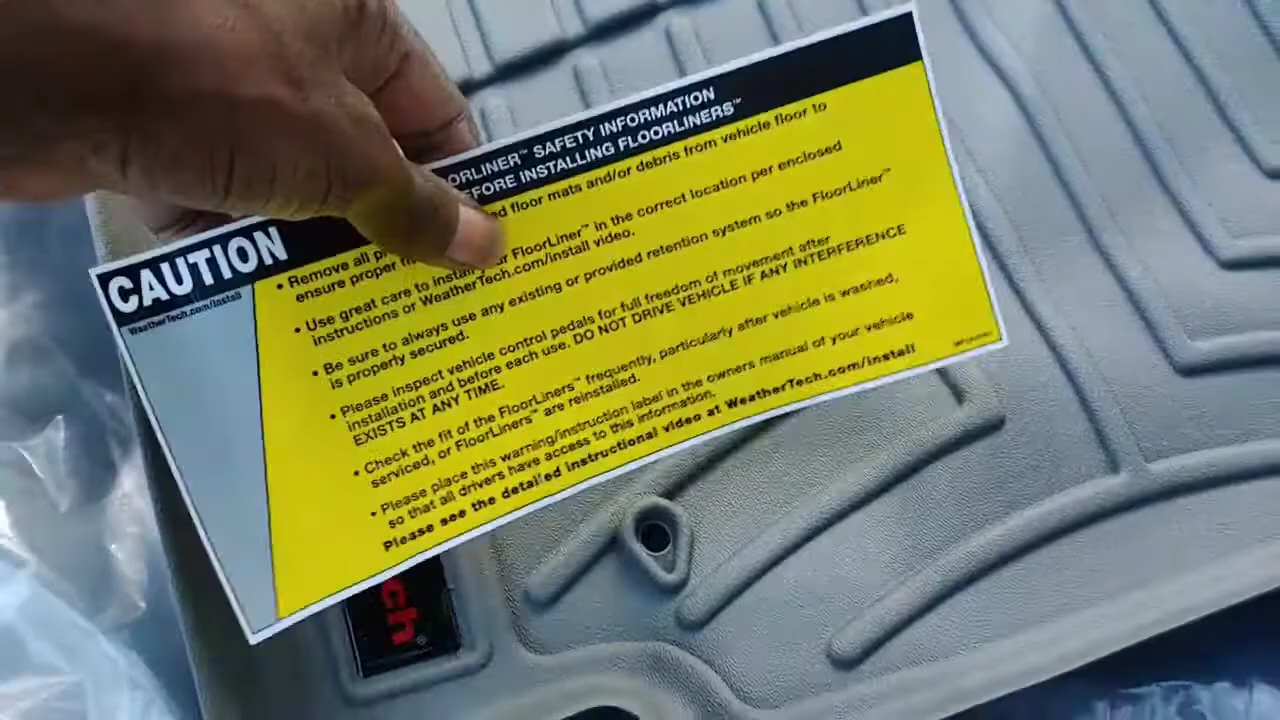 CAUTION
WeatherTech.com/install
ORLINER™ SAFETY INFORMATION
EFORE INSTALLING FLOORLINERS™
• Remove all floor mats and/or debris from vehicle floor to
ensure proper
• Use great care to install FloorLiner™ in the correct location per enclosed
instructions or WeatherTech.com/install video.
• Be sure to always use any existing or provided retention system so the FloorLiner™
is properly secured.
• Please inspect vehicle control pedals for full freedom of movement after
installation and before each use. DO NOT DRIVE VEHICLE IF ANY INTERFERENCE
EXISTS AT ANY TIME.
• Check the fit of the FloorLiners™ frequently, particularly after vehicle is washed,
serviced, or FloorLiners™ are reinstalled.
• Please place this warning/instruction label in the owners manual of your vehicle
so that all drivers have access to this information.
Please see the detailed instructional video at WeatherTech.com/install
ch®